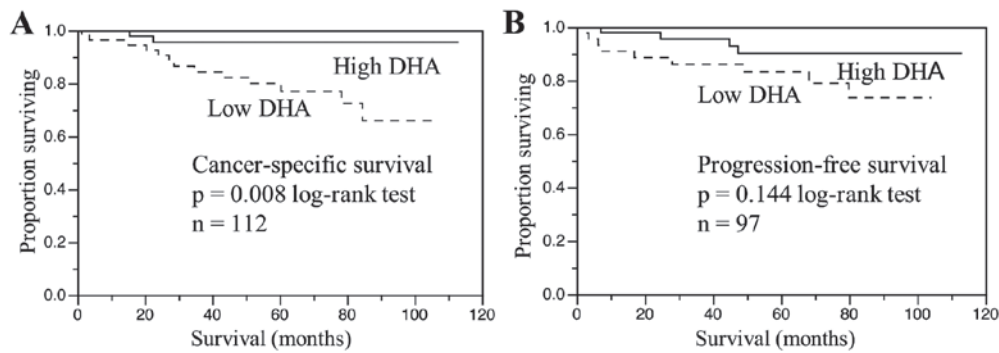 A
1.0
0.8
0.6
0.4
0.2
0.0
Proportion surviving
High DHA
Low DHA
Cancer-specific survival
p = 0.008 log-rank test
n = 112
0 20 40 60 80 100 120
Survival (months)
B
1.0
0.8
0.6
0.4
0.2
0.0
Proportion surviving
High DHA
Low DHA
Progression-free survival
p = 0.144 log-rank test
n = 97
0 20 40 60 80 100 120
Survival (months)